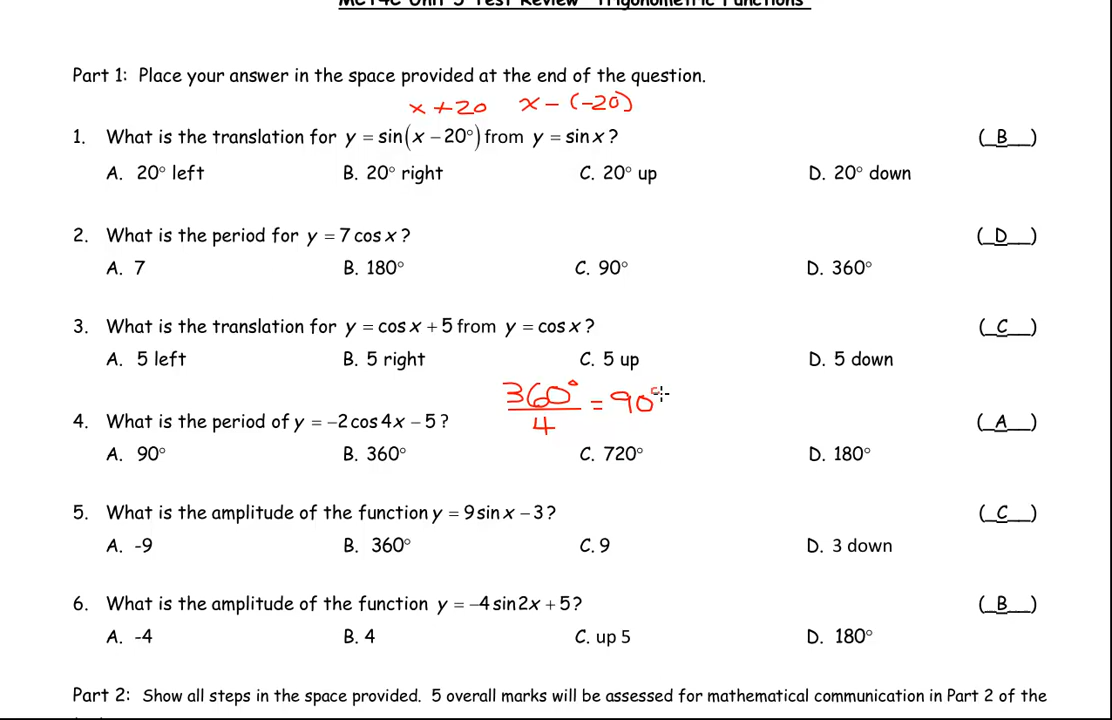 MCT4C Unit 5 Test Review Trigonometric Functions
Part 1: Place your answer in the space provided at the end of the question.
x + 20 x - (-20)
1. What is the translation for y = sin(x - 20°) from y = sin x? ( B )
A. 20° left B. 20° right C. 20° up D. 20° down
2. What is the period for y = 7 cos x? ( D )
A. 7 B. 180° C. 90° D. 360°
3. What is the translation for y = cos x + 5 from y = cos x? ( C )
A. 5 left B. 5 right C. 5 up D. 5 down
360°/4 = 90°
4. What is the period of y = -2 cos 4x - 5? ( A )
A. 90° B. 360° C. 720° D. 180°
5. What is the amplitude of the function y = 9 sin x - 3? ( C )
A. -9 B. 360° C. 9 D. 3 down
6. What is the amplitude of the function y = -4 sin 2x + 5? ( B )
A. -4 B. 4 C. up 5 D. 180°
Part 2: Show all steps in the space provided. 5 overall marks will be assessed for mathematical communication in Part 2 of the